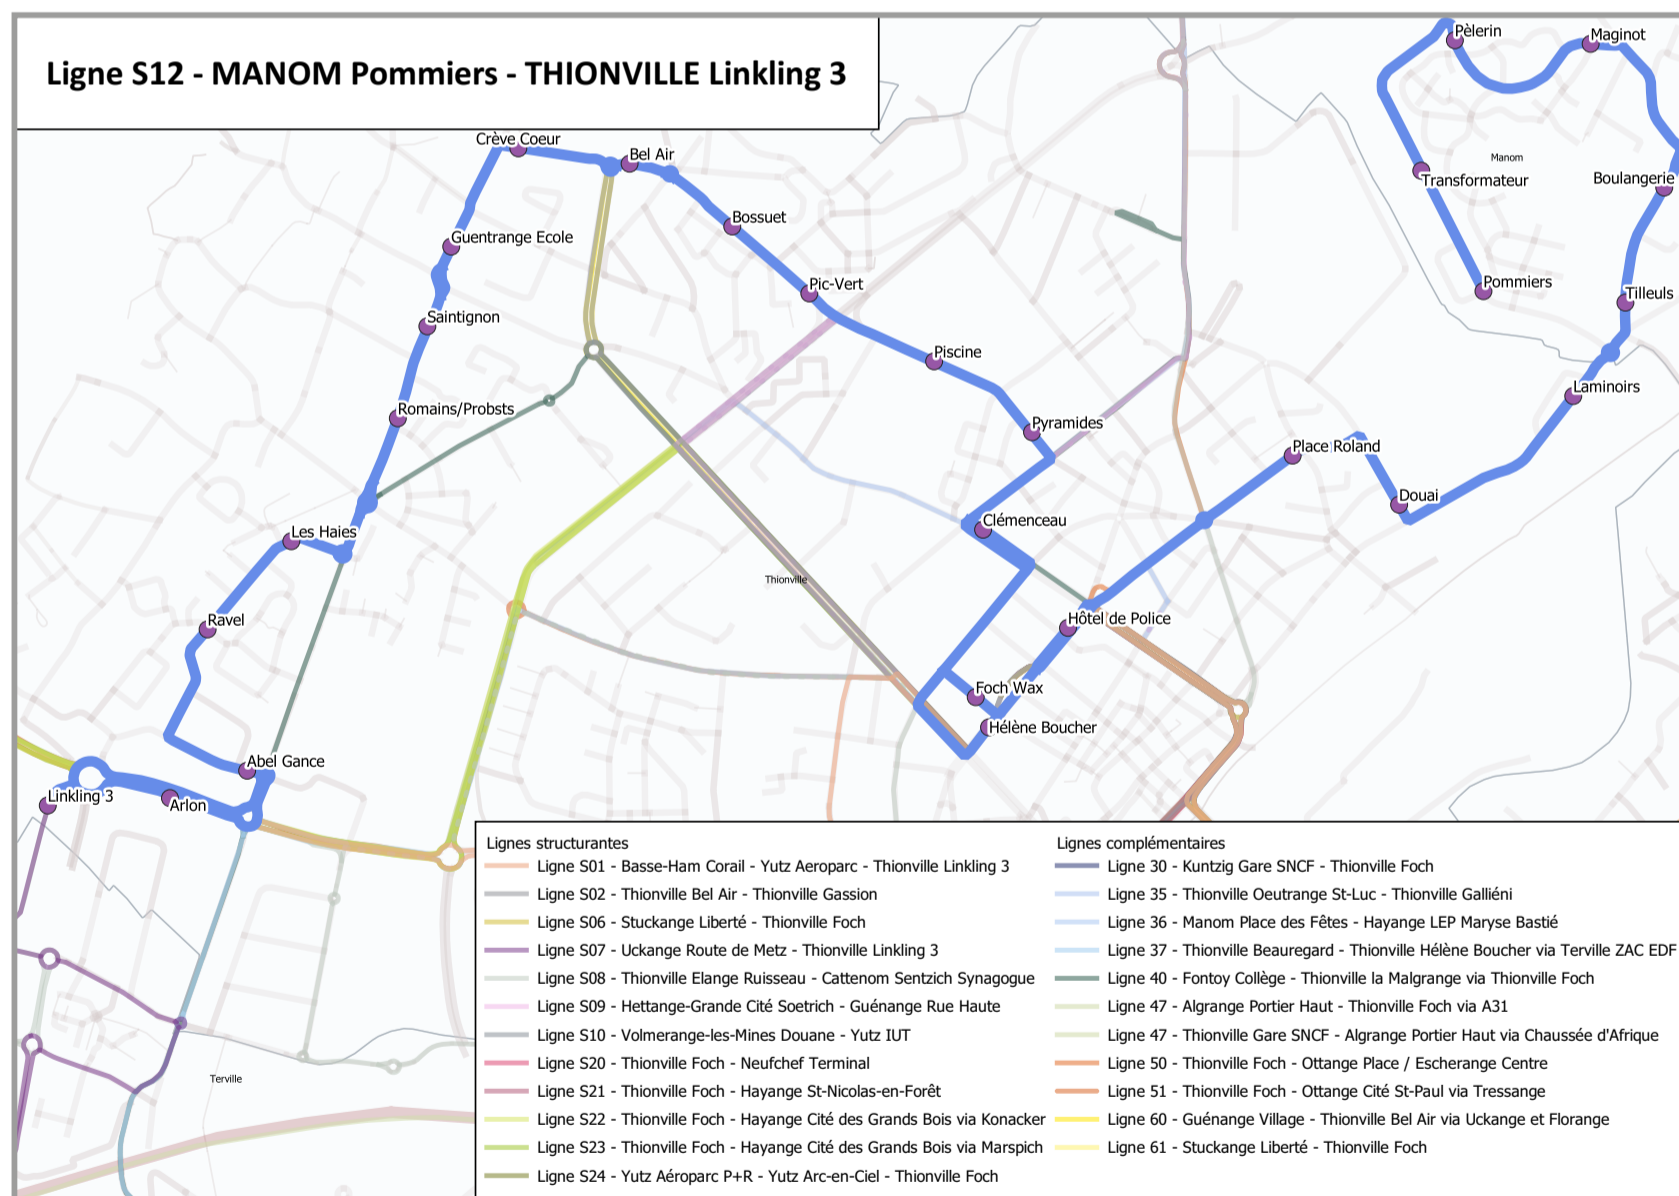 Ligne S12 - MANOM Pommiers - THIONVILLE Linkling 3
Pèlerin
Maginot
Crève Coeur
Bel Air
Manom
Transformateur
Boulangerie
Bossuet
Guentrange Ecole
Pic-Vert
Pommiers
Tilleuls
Saintignon
Piscine
Laminoirs
Romains/Probsts
Pyramides
Place Roland
Douai
Les Haies
Clémenceau
Thionville
Ravel
Hôtel de Police
Foch Wax
Hélène Boucher
Abel Gance
Linkling 3
Arlon
Terville
Lignes structurantes
Ligne S01 - Basse-Ham Corail - Yutz Aeroparc - Thionville Linkling 3
Ligne S02 - Thionville Bel Air - Thionville Gassion
Ligne S06 - Stuckange Liberté - Thionville Foch
Ligne S07 - Uckange Route de Metz - Thionville Linkling 3
Ligne S08 - Thionville Elange Ruisseau - Cattenom Sentzich Synagogue
Ligne S09 - Hettange-Grande Cité Soetrich - Guénange Rue Haute
Ligne S10 - Volmerange-les-Mines Douane - Yutz IUT
Ligne S20 - Thionville Foch - Neufchef Terminal
Ligne S21 - Thionville Foch - Hayange St-Nicolas-en-Forêt
Ligne S22 - Thionville Foch - Hayange Cité des Grands Bois via Konacker
Ligne S23 - Thionville Foch - Hayange Cité des Grands Bois via Marspich
Ligne S24 - Yutz Aéroparc P+R - Yutz Arc-en-Ciel - Thionville Foch
Lignes complémentaires
Ligne 30 - Kuntzig Gare SNCF - Thionville Foch
Ligne 35 - Thionville Oeutrange St-Luc - Thionville Galliéni
Ligne 36 - Manom Place des Fêtes - Hayange LEP Maryse Bastié
Ligne 37 - Thionville Beauregard - Thionville Hélène Boucher via Terville ZAC EDF
Ligne 40 - Fontoy Collège - Thionville la Malgrange via Thionville Foch
Ligne 47 - Algrange Portier Haut - Thionville Foch via A31
Ligne 47 - Thionville Gare SNCF - Algrange Portier Haut via Chaussée d'Afrique
Ligne 50 - Thionville Foch - Ottange Place / Escherange Centre
Ligne 51 - Thionville Foch - Ottange Cité St-Paul via Tressange
Ligne 60 - Guénange Village - Thionville Bel Air via Uckange et Florange
Ligne 61 - Stuckange Liberté - Thionville Foch